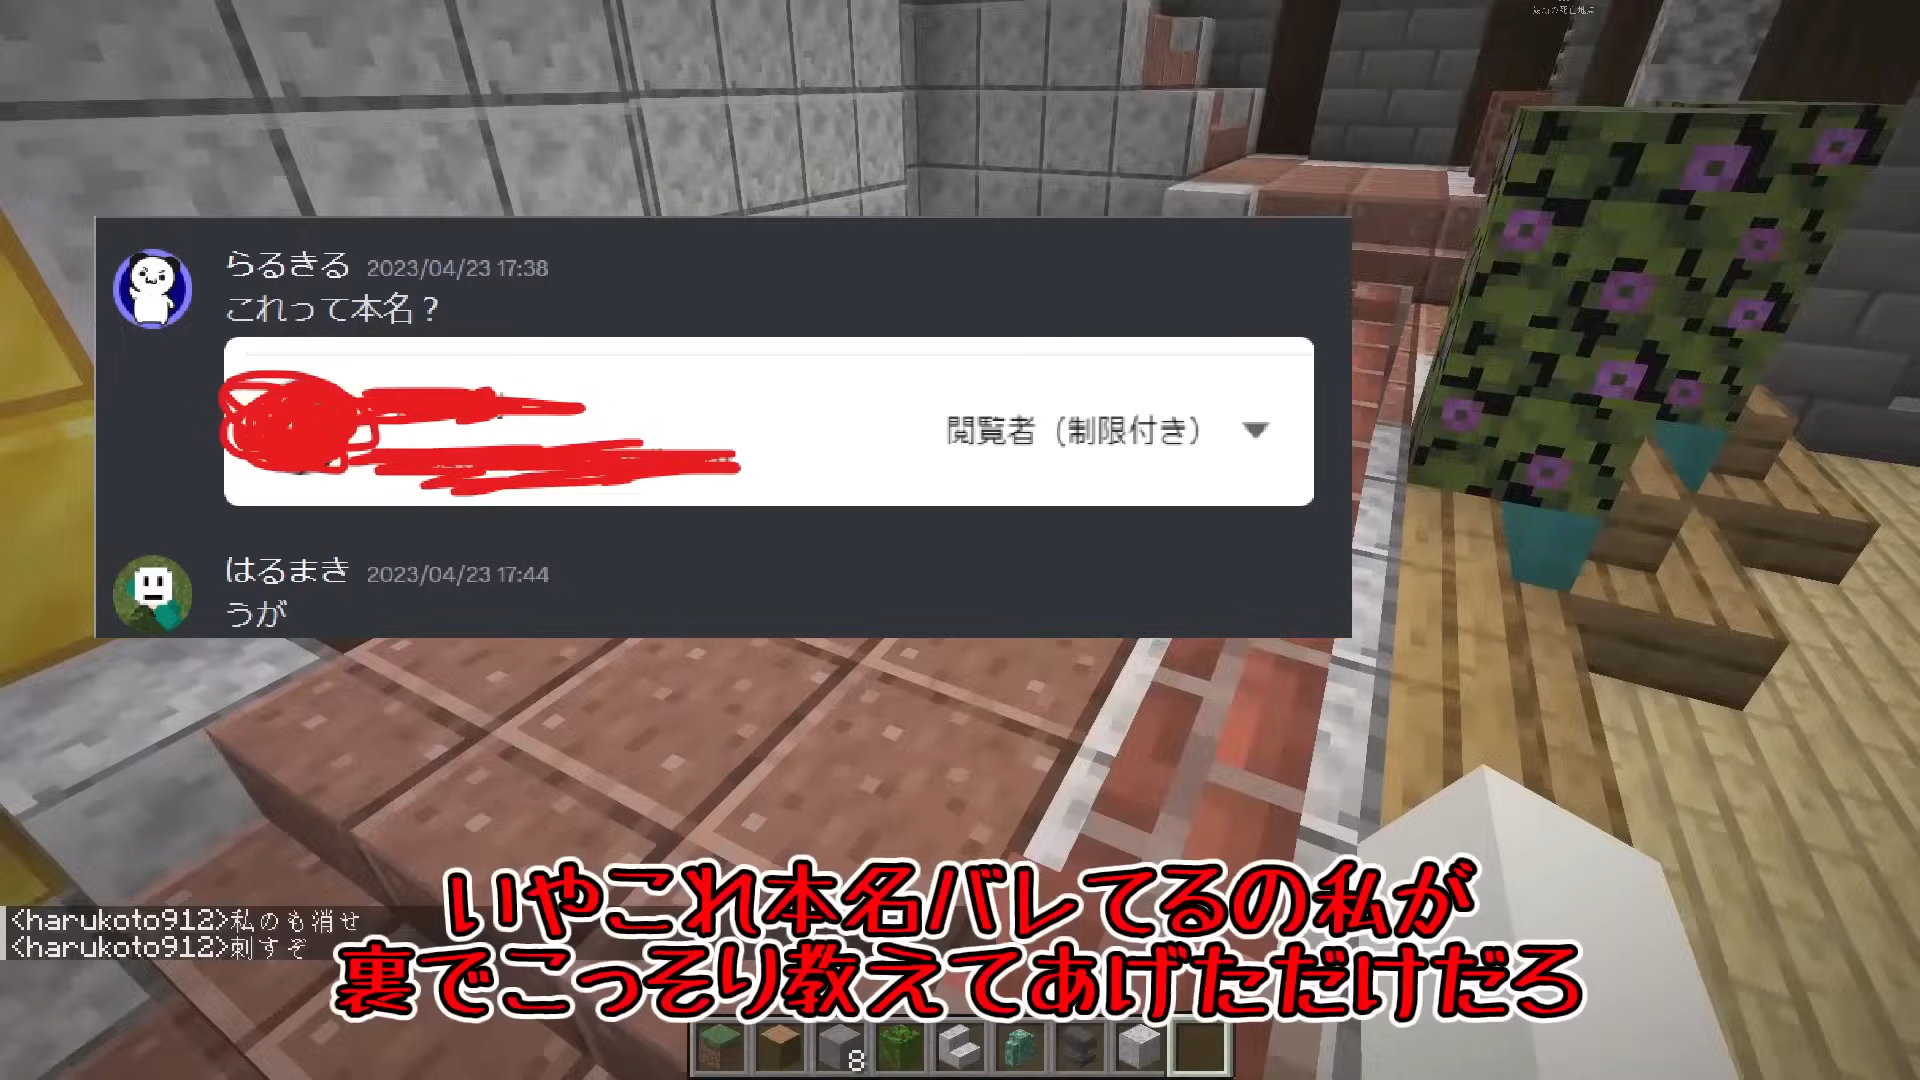 らるきる 2023/04/23 17:38
これって本名？
閲覧者（制限付き）
はるまき 2023/04/23 17:44
うが
<harukoto912>私のも消せ
<harukoto912>刺すぞ
いやこれ本名バレてるの私が
裏でこっそり教えてあげただけだろ
8